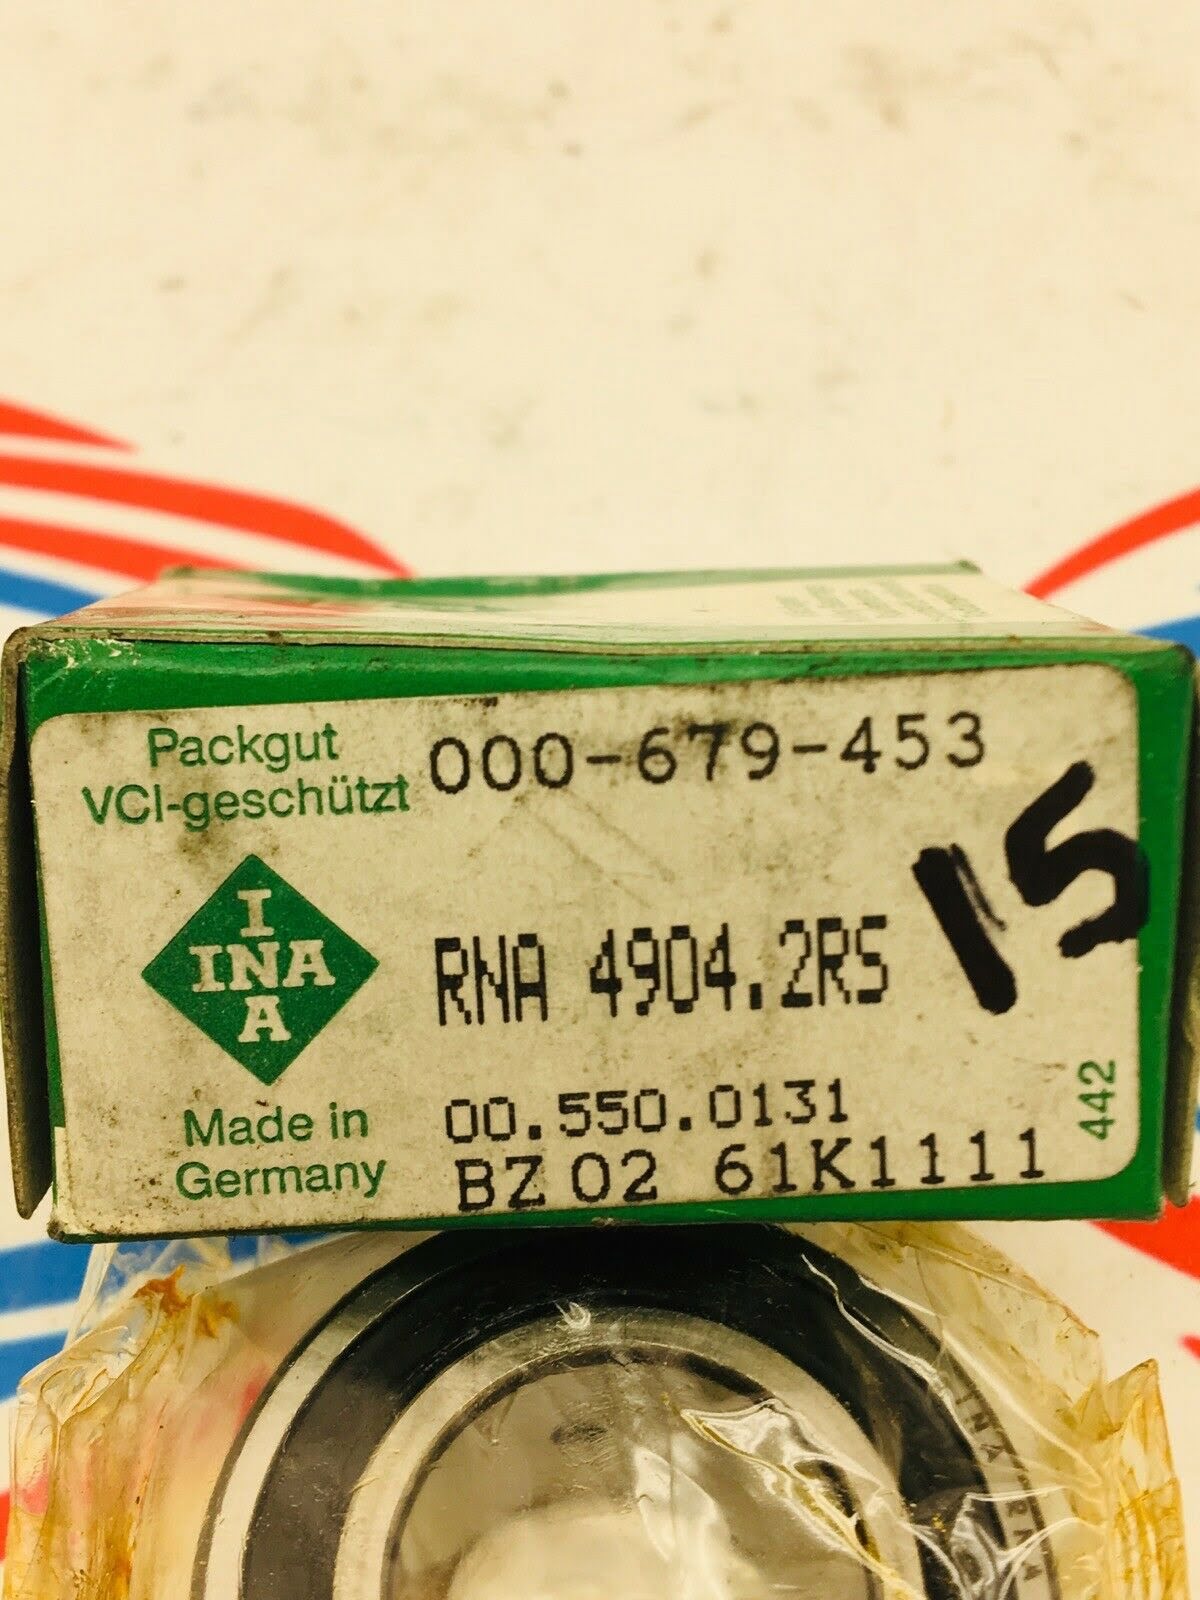 Packgut
VCI-geschützt
000-679-453
15
I
INA
A
RNA 4904.2RS
Made in
Germany
00.550.0131
BZ 02 61K1111
442
INA